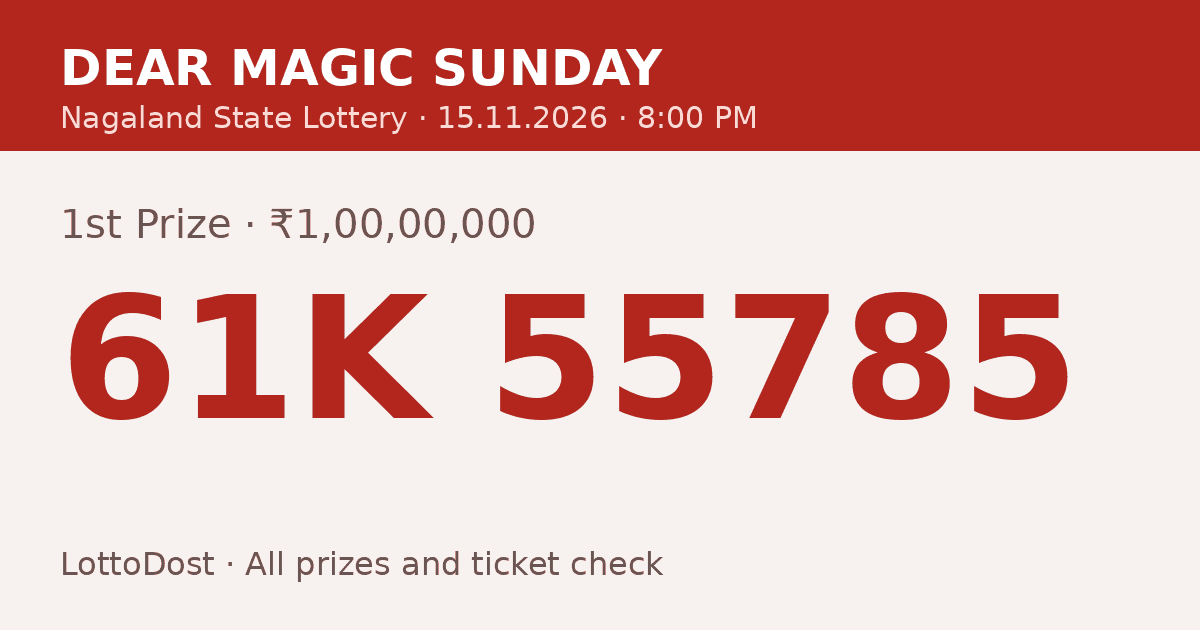 DEAR MAGIC SUNDAY
Nagaland State Lottery · 15.11.2026 · 8:00 PM
1st Prize · ₹1,00,00,000
61K 55785
LottoDost · All prizes and ticket check